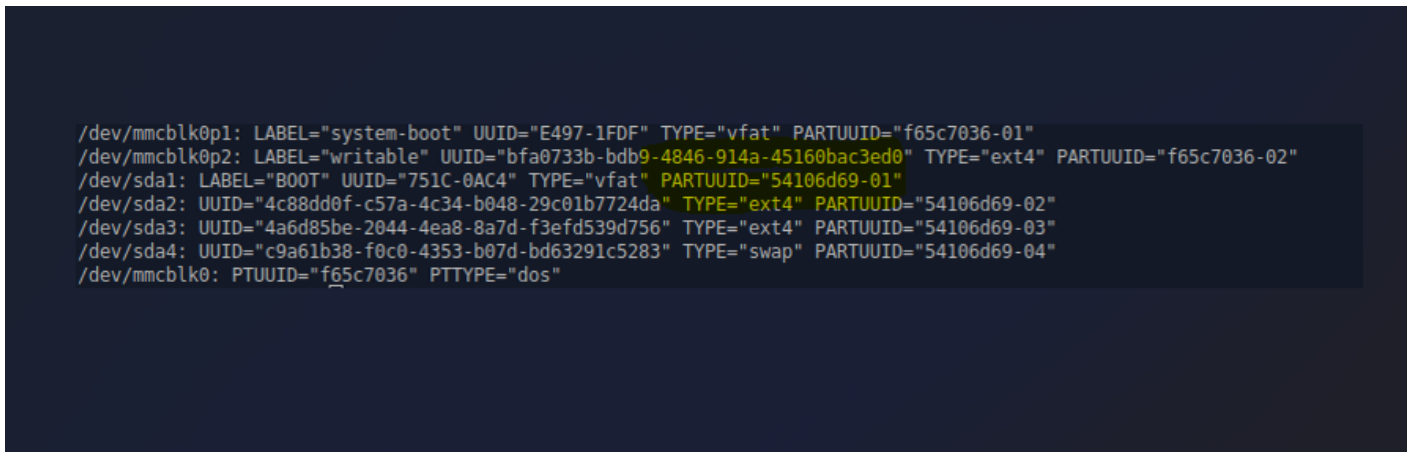 /dev/mmcblk0p1: LABEL="system-boot" UUID="E497-1FDF" TYPE="vfat" PARTUUID="f65c7036-01"
/dev/mmcblk0p2: LABEL="writable" UUID="bfa0733b-bdb9-4846-914a-45160bac3ed0" TYPE="ext4" PARTUUID="f65c7036-02"
/dev/sda1: LABEL="BOOT" UUID="751C-0AC4" TYPE="vfat" PARTUUID="54106d69-01"
/dev/sda2: UUID="4c88dd0f-c57a-4c34-b048-29c01b7724da" TYPE="ext4" PARTUUID="54106d69-02"
/dev/sda3: UUID="4a6d85be-2044-4ea8-8a7d-f3efd539d756" TYPE="ext4" PARTUUID="54106d69-03"
/dev/sda4: UUID="c9a61b38-f0c0-4353-b07d-bd63291c5283" TYPE="swap" PARTUUID="54106d69-04"
/dev/mmcblk0: PTUUID="f65c7036" PTTYPE="dos"